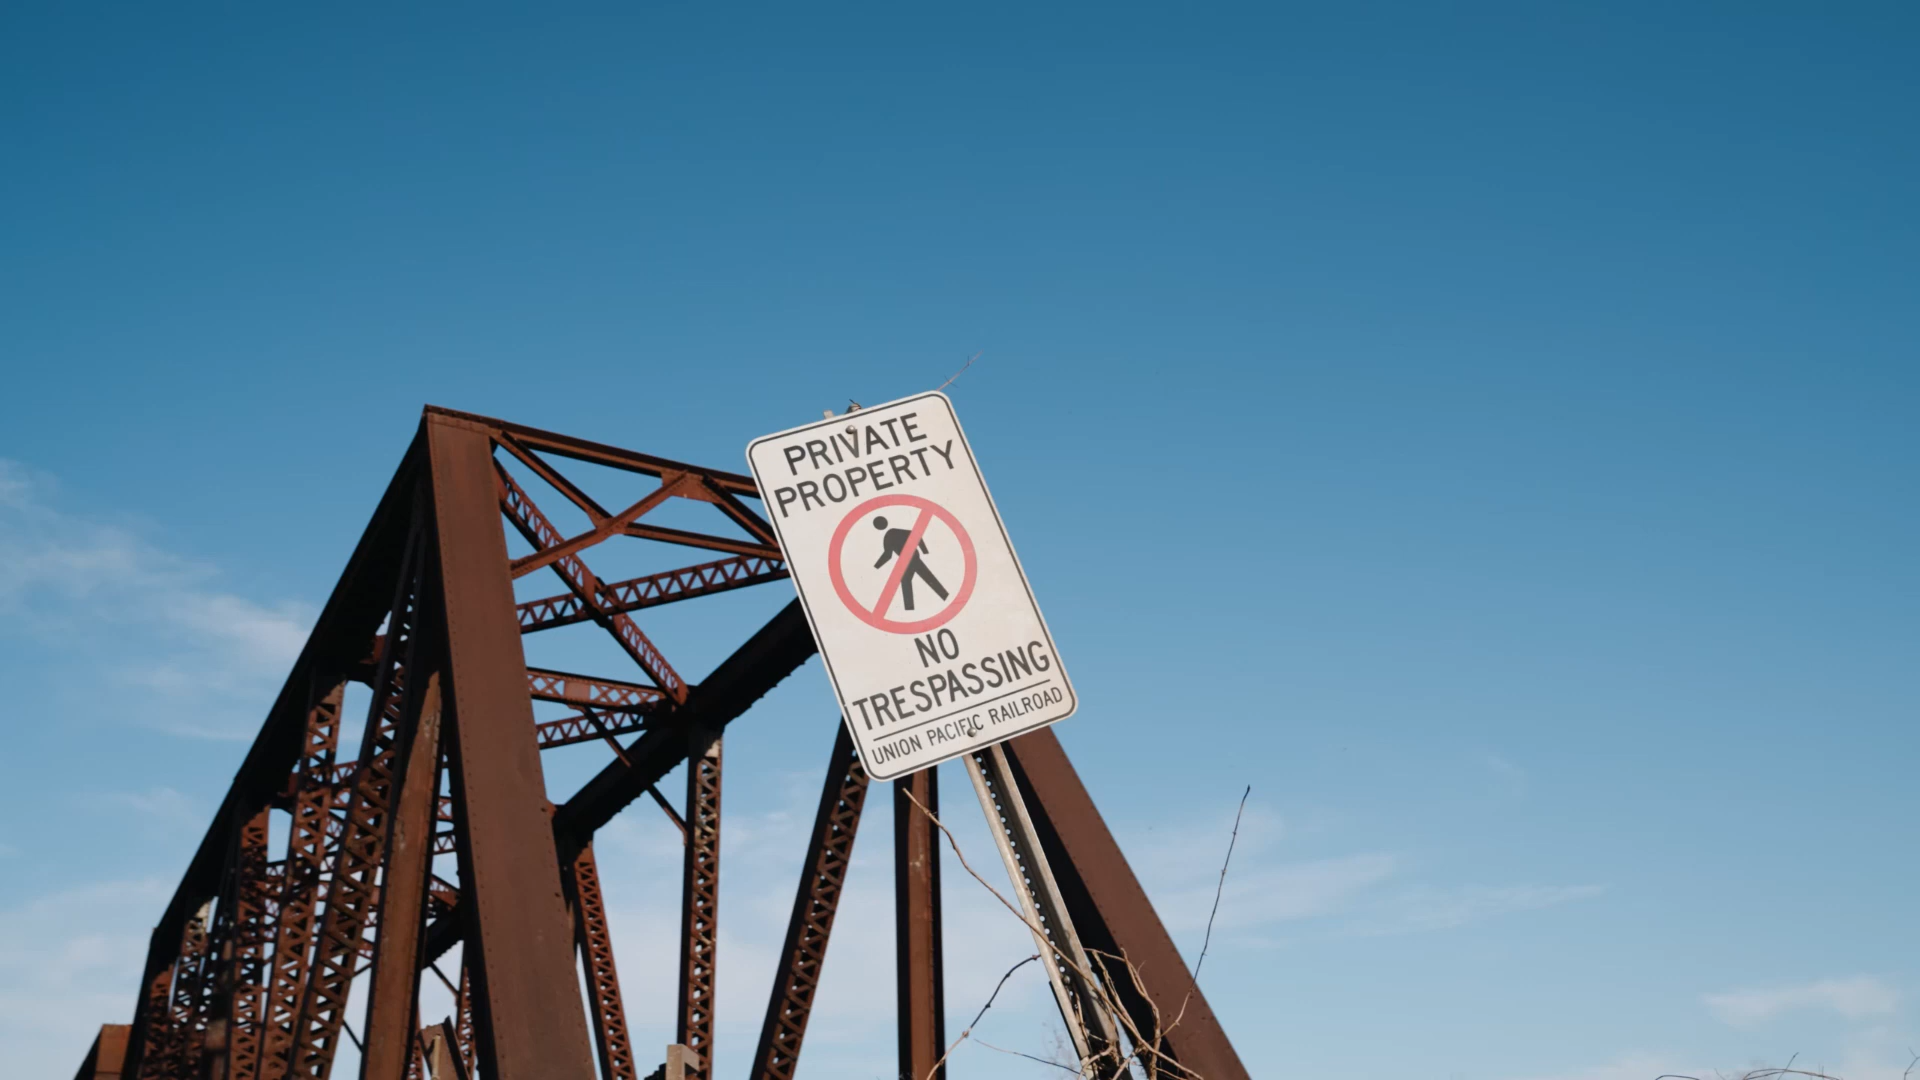 PRIVATE
PROPERTY
NO
TRESPASSING
UNION PACIFIC RAILROAD